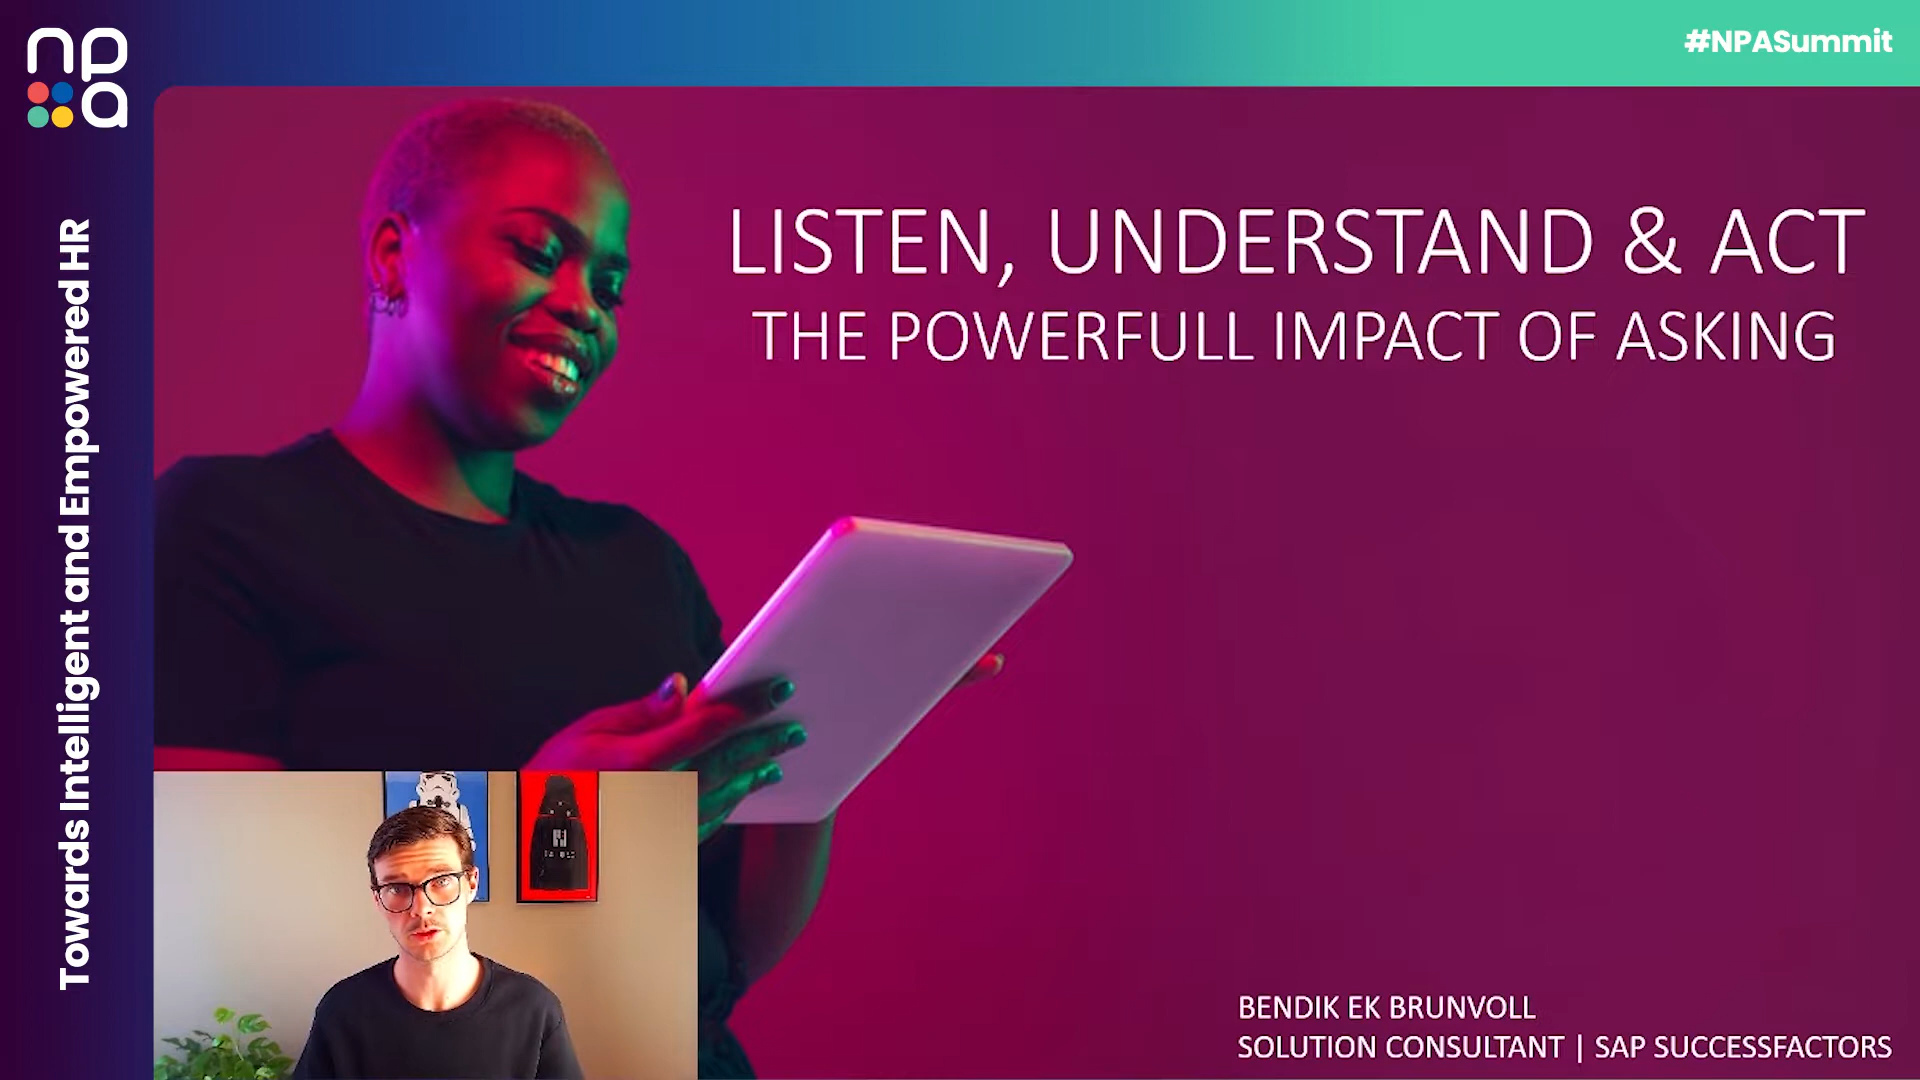 npa
#NPASummit
Towards Intelligent and Empowered HR
LISTEN, UNDERSTAND & ACT
THE POWERFULL IMPACT OF ASKING
BENDIK EK BRUNVOLL
SOLUTION CONSULTANT | SAP SUCCESSFACTORS